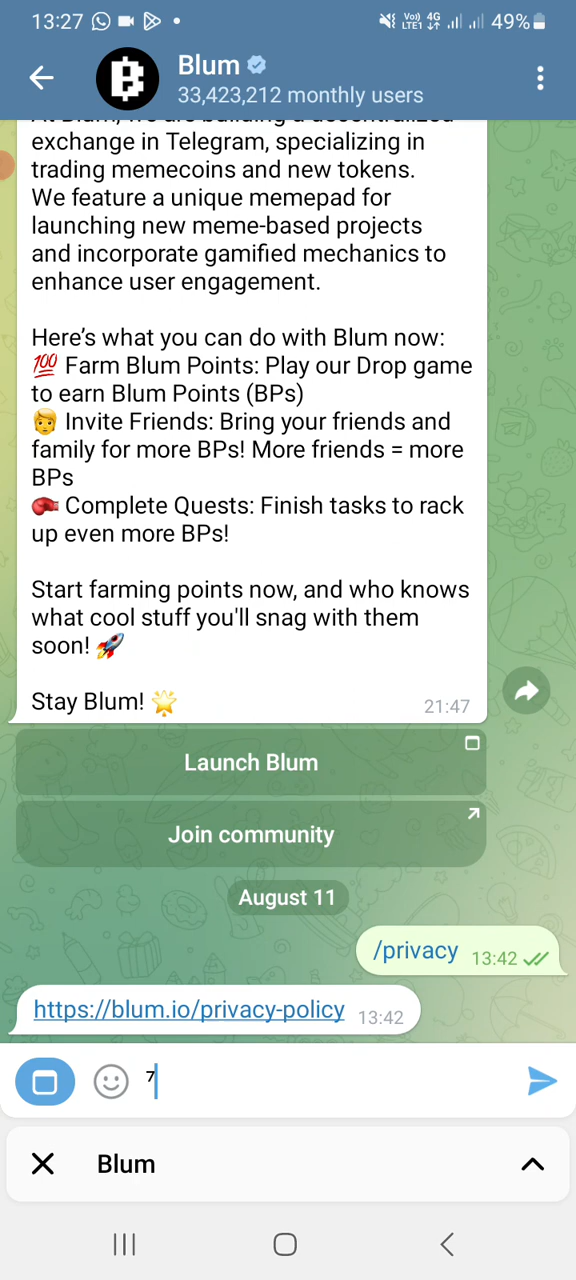 13:27 Vo)) 4G LTE1 49%
Blum
33,423,212 monthly users
exchange in Telegram, specializing in
trading memecoins and new tokens.
We feature a unique memepad for
launching new meme-based projects
and incorporate gamified mechanics to
enhance user engagement.
Here's what you can do with Blum now:
💯 Farm Blum Points: Play our Drop game
to earn Blum Points (BPs)
🧑 Invite Friends: Bring your friends and
family for more BPs! More friends = more
BPs
🥊 Complete Quests: Finish tasks to rack
up even more BPs!
Start farming points now, and who knows
what cool stuff you'll snag with them
soon! 🚀
Stay Blum! 🌟 21:47
Launch Blum
Join community
August 11
/privacy 13:42
https://blum.io/privacy-policy 13:42
7
Blum